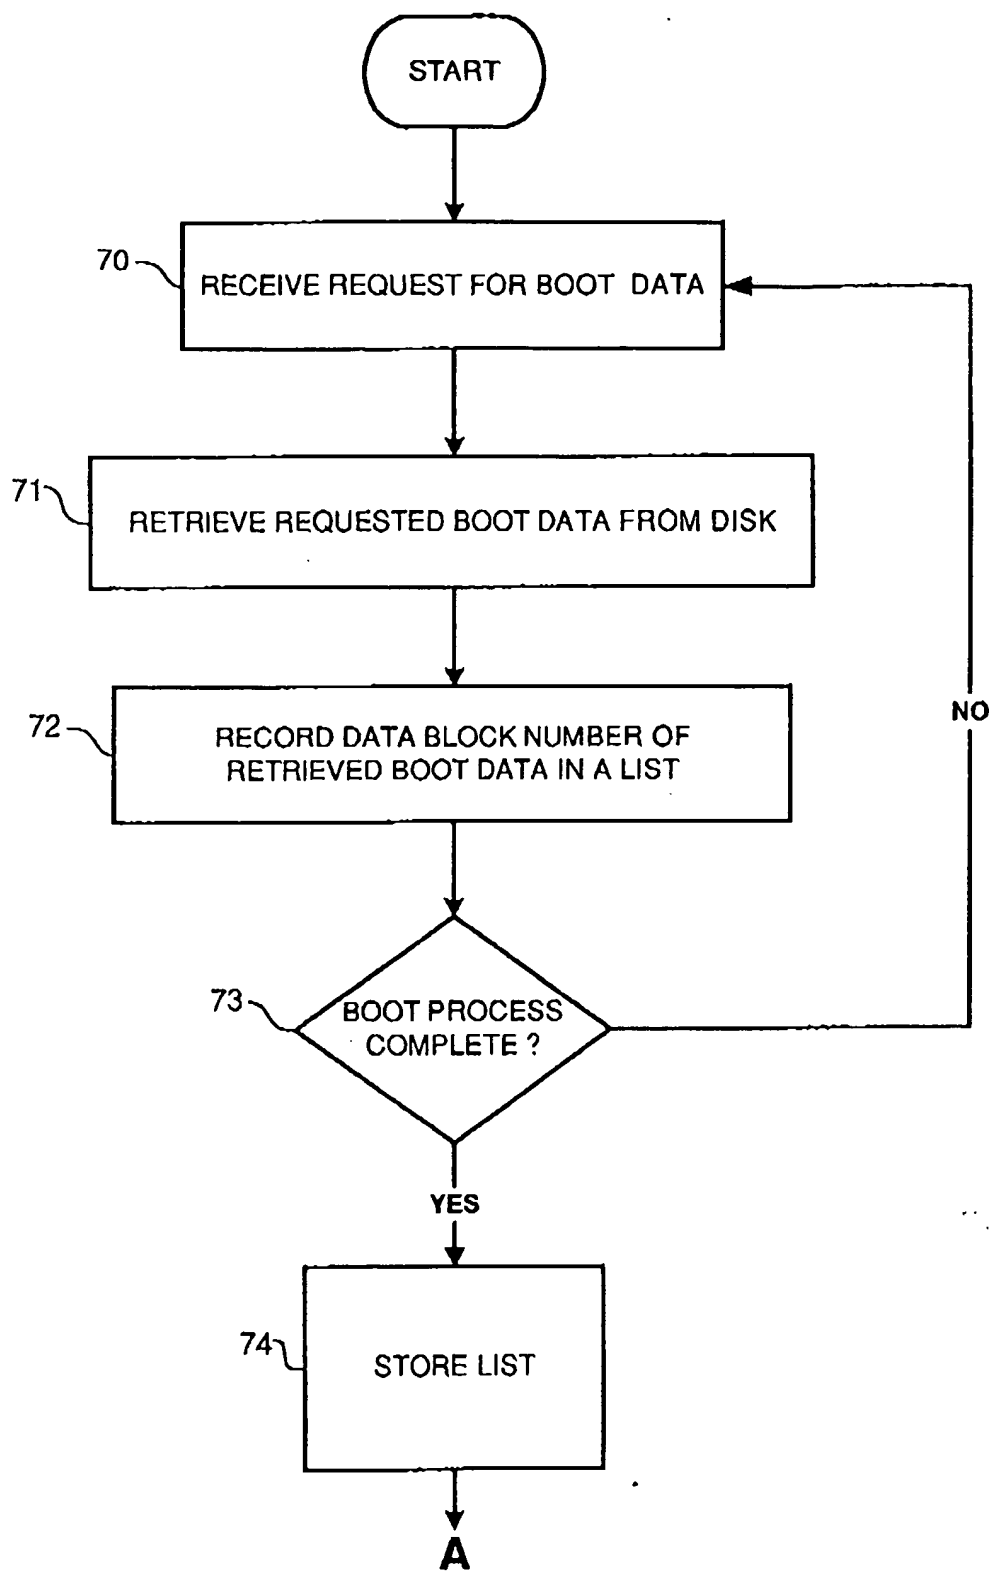 START
70
RECEIVE REQUEST FOR BOOT DATA
71
RETRIEVE REQUESTED BOOT DATA FROM DISK
72
RECORD DATA BLOCK NUMBER OF
RETRIEVED BOOT DATA IN A LIST
NO
73
BOOT PROCESS
COMPLETE ?
YES
74
STORE LIST
A